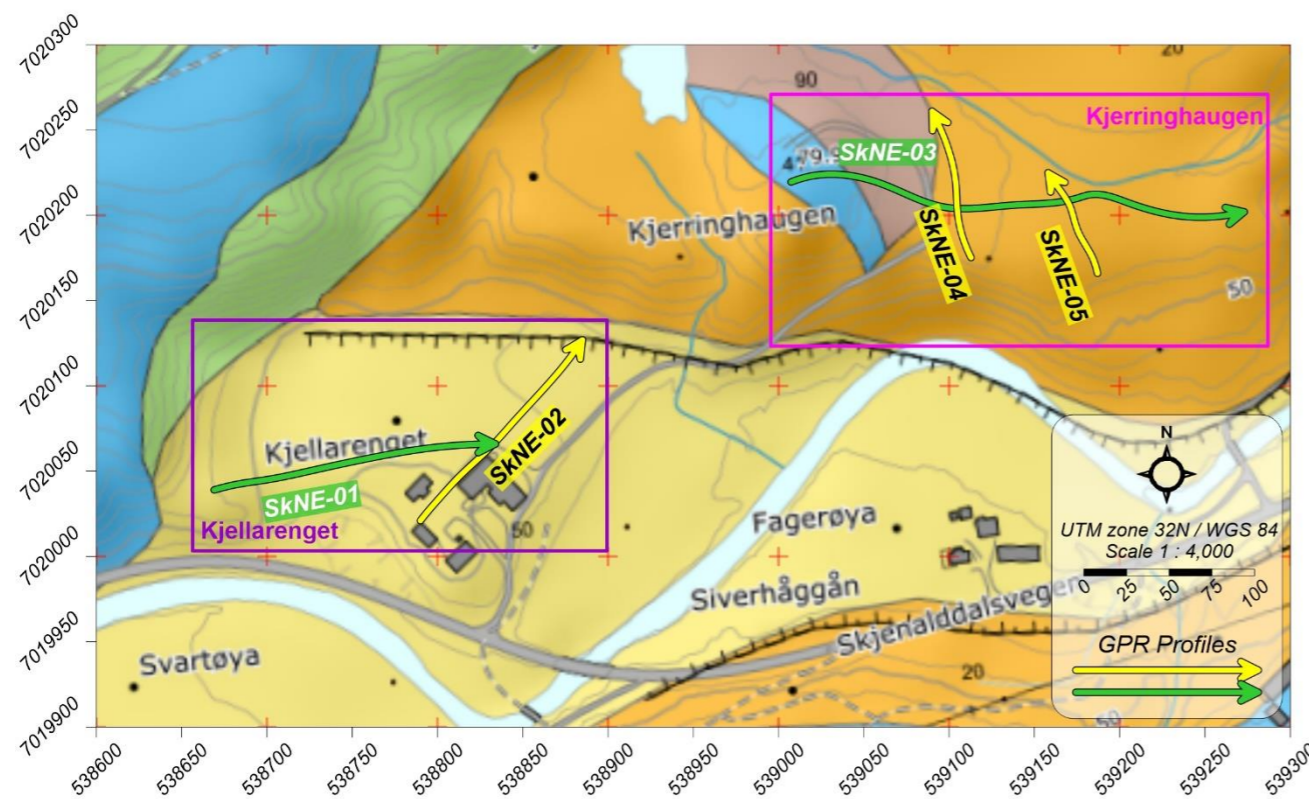 7020300
7020250
7020200
7020150
7020100
7020050
7020000
7019950
7019900
20
90
Kjerringhaugen
SkNE-03
Kjerringhaugen
SkNE-04
SkNE-05
50
Kjellarenget
SkNE-01
SkNE-02
Kjellarenget
50
Fagerøya
Siverhåggån
Skjenalddalsvegen
Svartøya
20
50
N
UTM zone 32N / WGS 84
Scale 1 : 4,000
0 25 50 75 100
GPR Profiles
538600 538650 538700 538750 538800 538850 538900 538950 539000 539050 539100 539150 539200 539250 539300